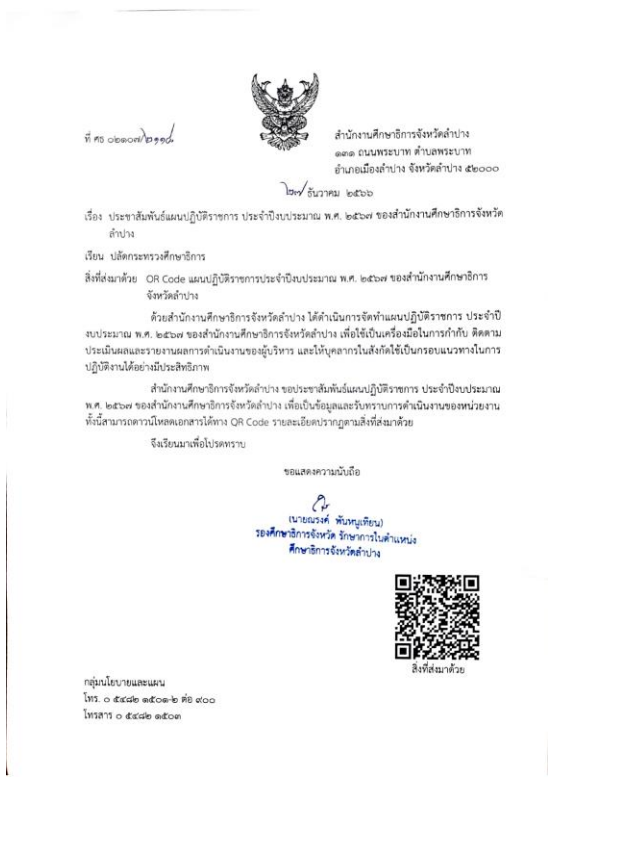 ที่ ศธ ๐๒๑๐๗/๒๑๑๘
สำนักงานศึกษาธิการจังหวัดลำปาง
๑๓๑ ถนนพระบาท ตำบลพระบาท
อำเภอเมืองลำปาง จังหวัดลำปาง ๕๒๐๐๐
๒๗ ธันวาคม ๒๕๖๖
เรื่อง ประชาสัมพันธ์แผนปฏิบัติราชการ ประจำปีงบประมาณ พ.ศ. ๒๕๖๗ ของสำนักงานศึกษาธิการจังหวัด
ลำปาง
เรียน ปลัดกระทรวงศึกษาธิการ
สิ่งที่ส่งมาด้วย QR Code แผนปฏิบัติราชการประจำปีงบประมาณ พ.ศ. ๒๕๖๗ ของสำนักงานศึกษาธิการ
จังหวัดลำปาง
ด้วยสำนักงานศึกษาธิการจังหวัดลำปาง ได้ดำเนินการจัดทำแผนปฏิบัติราชการ ประจำปี
งบประมาณ พ.ศ. ๒๕๖๗ ของสำนักงานศึกษาธิการจังหวัดลำปาง เพื่อใช้เป็นเครื่องมือในการกำกับ ติดตาม
ประเมินผลและรายงานผลการดำเนินงานของผู้บริหาร และให้บุคลากรในสังกัดใช้เป็นกรอบแนวทางในการ
ปฏิบัติงานได้อย่างมีประสิทธิภาพ
สำนักงานศึกษาธิการจังหวัดลำปาง ขอประชาสัมพันธ์แผนปฏิบัติราชการ ประจำปีงบประมาณ
พ.ศ. ๒๕๖๗ ของสำนักงานศึกษาธิการจังหวัดลำปาง เพื่อเป็นข้อมูลและรับทราบการดำเนินงานของหน่วยงาน
ทั้งนี้สามารถดาวน์โหลดเอกสารได้ทาง QR Code รายละเอียดปรากฏตามสิ่งที่ส่งมาด้วย
จึงเรียนมาเพื่อโปรดทราบ
ขอแสดงความนับถือ
(นายณรงค์ พันหนูเทียน)
รองศึกษาธิการจังหวัด รักษาการในตำแหน่ง
ศึกษาธิการจังหวัดลำปาง
สิ่งที่ส่งมาด้วย
กลุ่มนโยบายและแผน
โทร. ๐ ๕๔๘๒ ๑๕๐๑-๒ ต่อ ๙๐๐
โทรสาร ๐ ๕๔๘๒ ๑๕๐๓